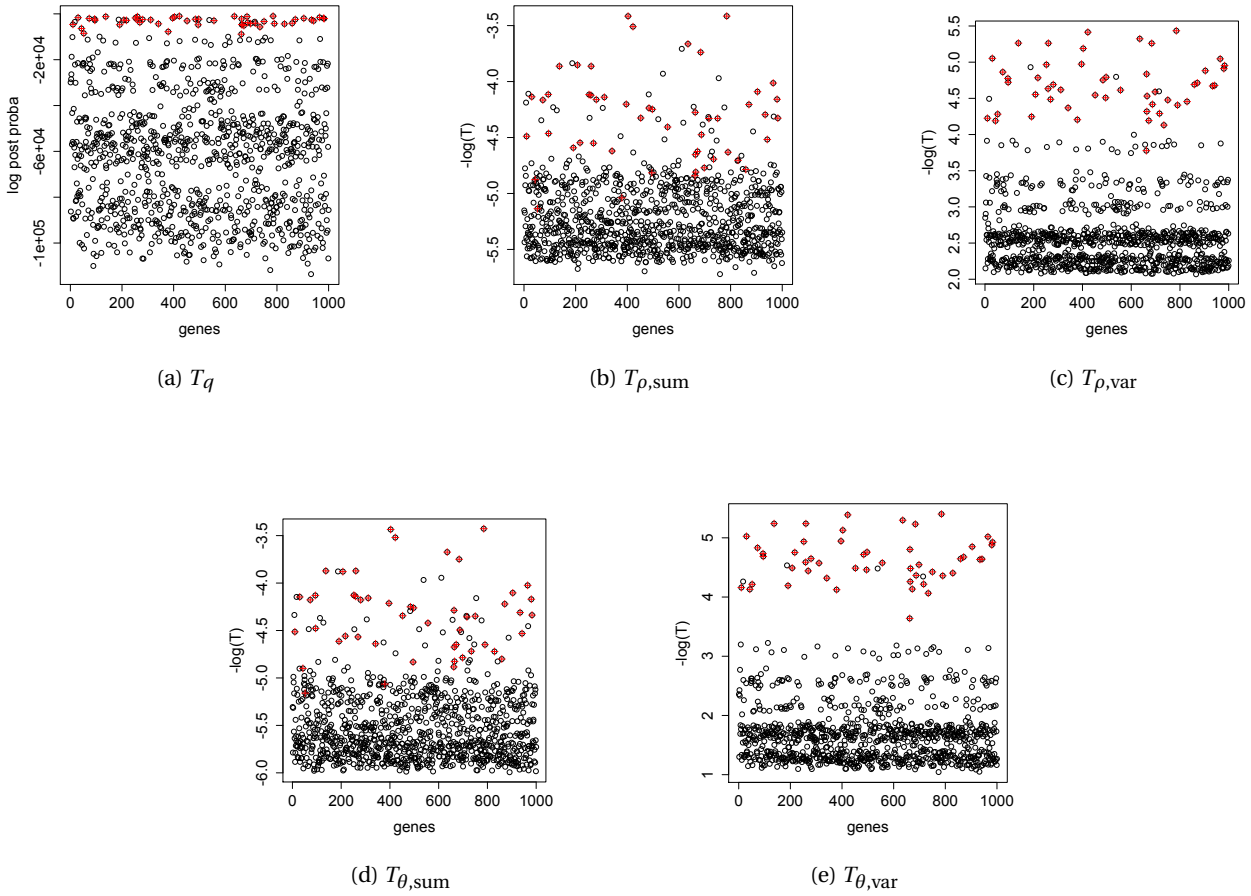 log post proba
-2e+04
-6e+04
-1e+05
0 200 400 600 800 1000
genes
(a) T_q
-log(T)
-3.5
-4.0
-4.5
-5.0
-5.5
0 200 400 600 800 1000
genes
(b) T_ρ,sum
-log(T)
5.5
5.0
4.5
4.0
3.5
3.0
2.5
2.0
0 200 400 600 800 1000
genes
(c) T_ρ,var
-log(T)
-3.5
-4.0
-4.5
-5.0
-5.5
-6.0
0 200 400 600 800 1000
genes
(d) T_θ,sum
-log(T)
5
4
3
2
1
0 200 400 600 800 1000
genes
(e) T_θ,var